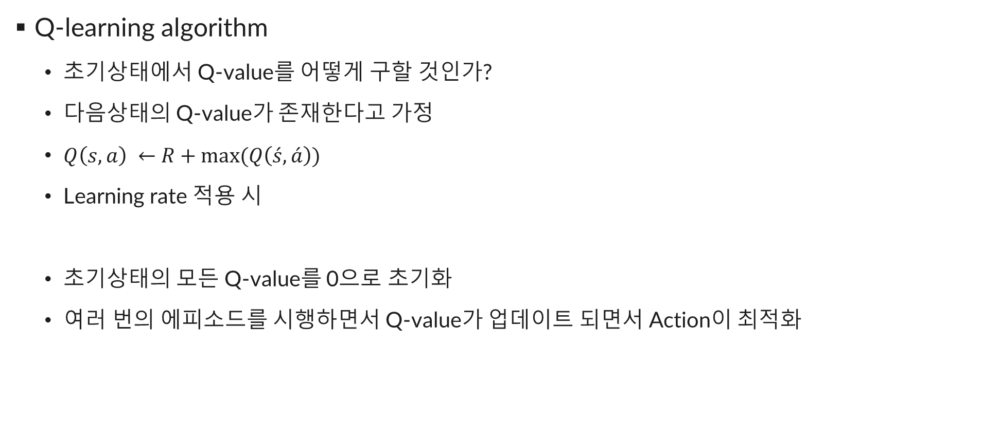 ▪ Q-learning algorithm
• 초기상태에서 Q-value를 어떻게 구할 것인가?
• 다음상태의 Q-value가 존재한다고 가정
• Q(s, a) ← R + max(Q(ś, á))
• Learning rate 적용 시
• 초기상태의 모든 Q-value를 0으로 초기화
• 여러 번의 에피소드를 시행하면서 Q-value가 업데이트 되면서 Action이 최적화